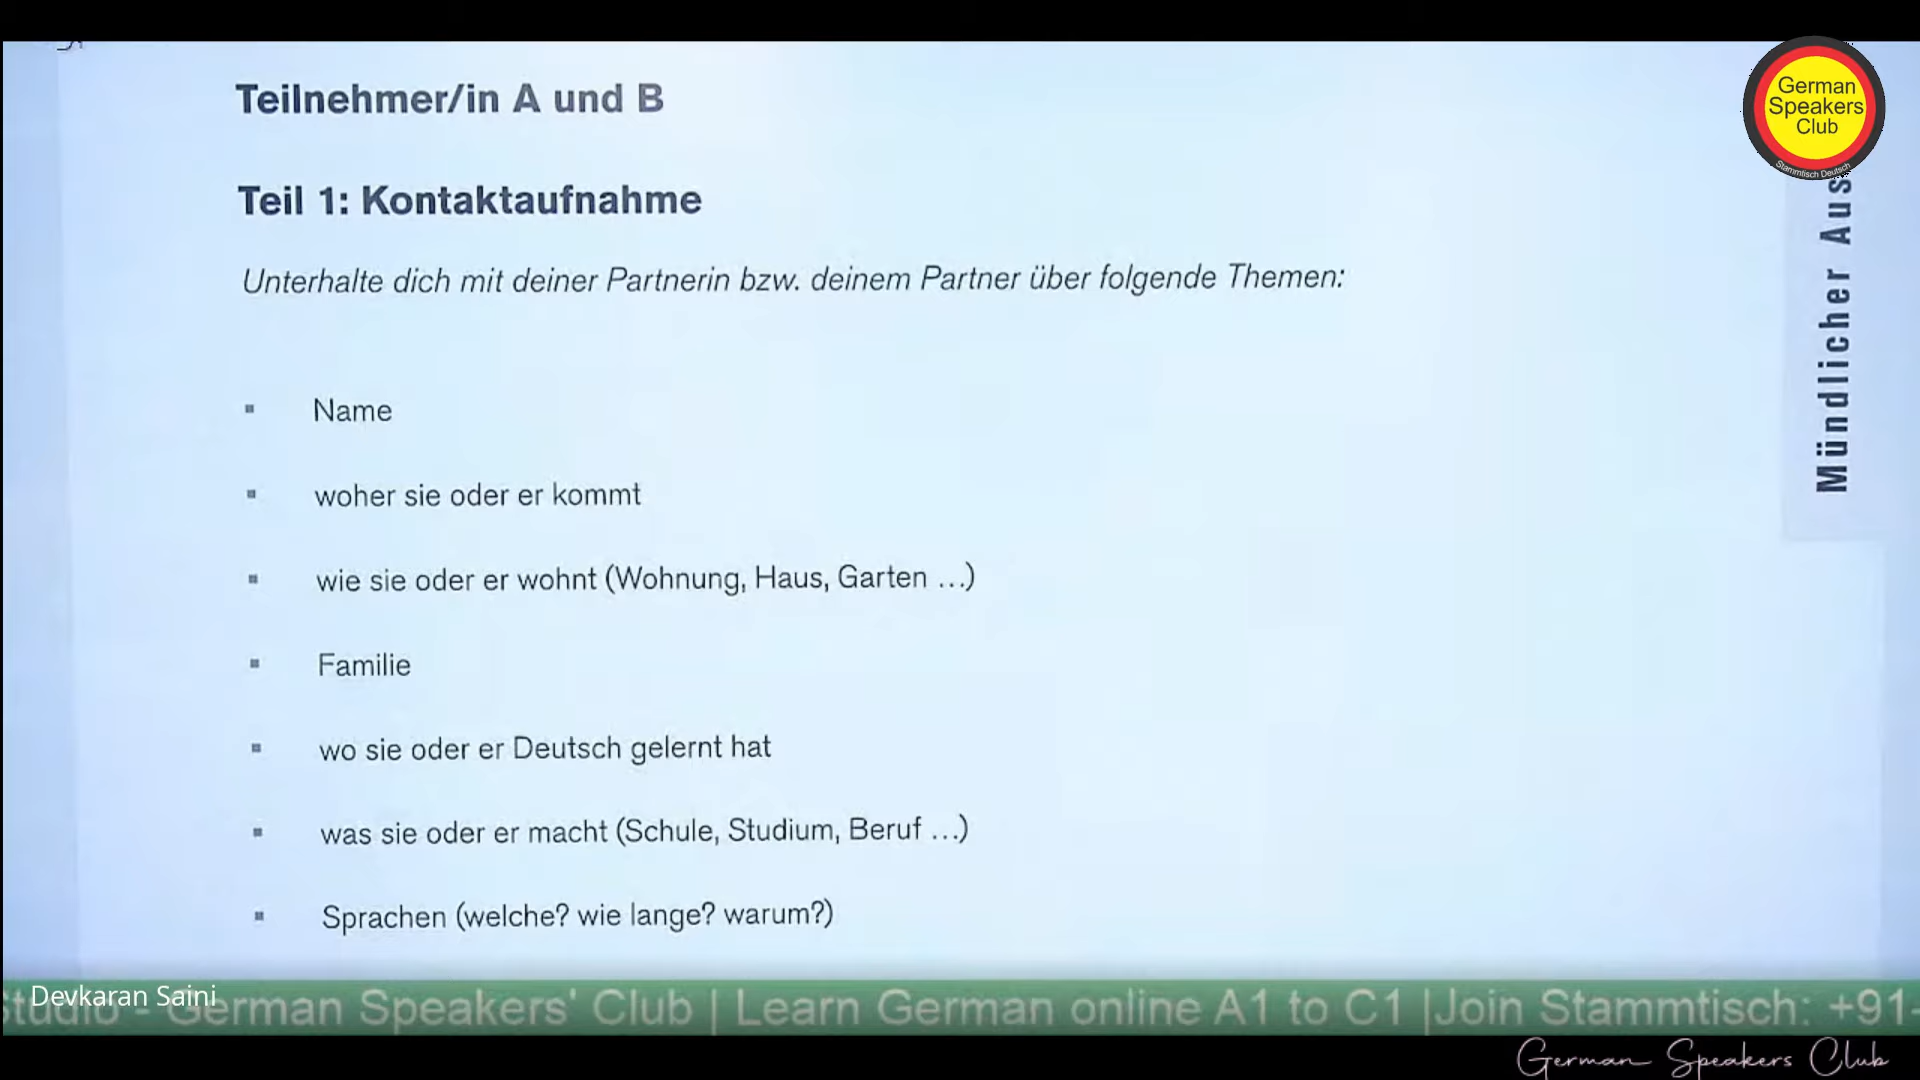 Teilnehmer/in A und B
Teil 1: Kontaktaufnahme
Unterhalte dich mit deiner Partnerin bzw. deinem Partner über folgende Themen:
▪ Name
▪ woher sie oder er kommt
▪ wie sie oder er wohnt (Wohnung, Haus, Garten …)
▪ Familie
▪ wo sie oder er Deutsch gelernt hat
▪ was sie oder er macht (Schule, Studium, Beruf …)
▪ Sprachen (welche? wie lange? warum?)
German
Speakers
Club
Stammtisch Deutsch
Mündlicher Aus
Devkaran Saini
German Speakers' Club | Learn German online A1 to C1 |Join Stammtisch: +91-
German Speakers Club